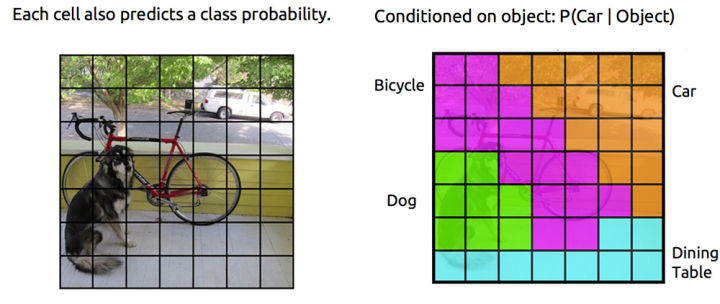 Each cell also predicts a class probability.
Conditioned on object: P(Car | Object)
Bicycle
Car
Dog
Dining
Table